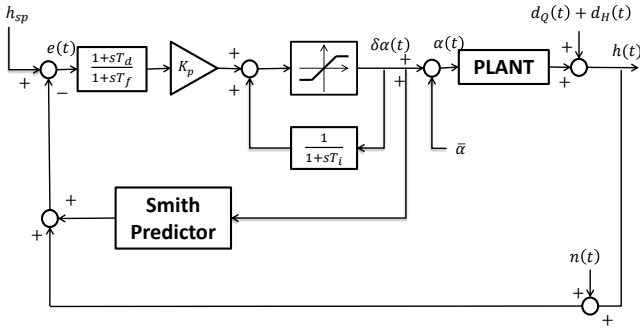 h_sp
e(t)
1+sT_d
1+sT_f
K_p
δα(t)
α(t)
PLANT
d_Q(t) + d_H(t)
h(t)
+
−
+
+
+
+
+
+
+
1
1+sT_i
ᾱ
Smith
Predictor
+
+
n(t)
+
+